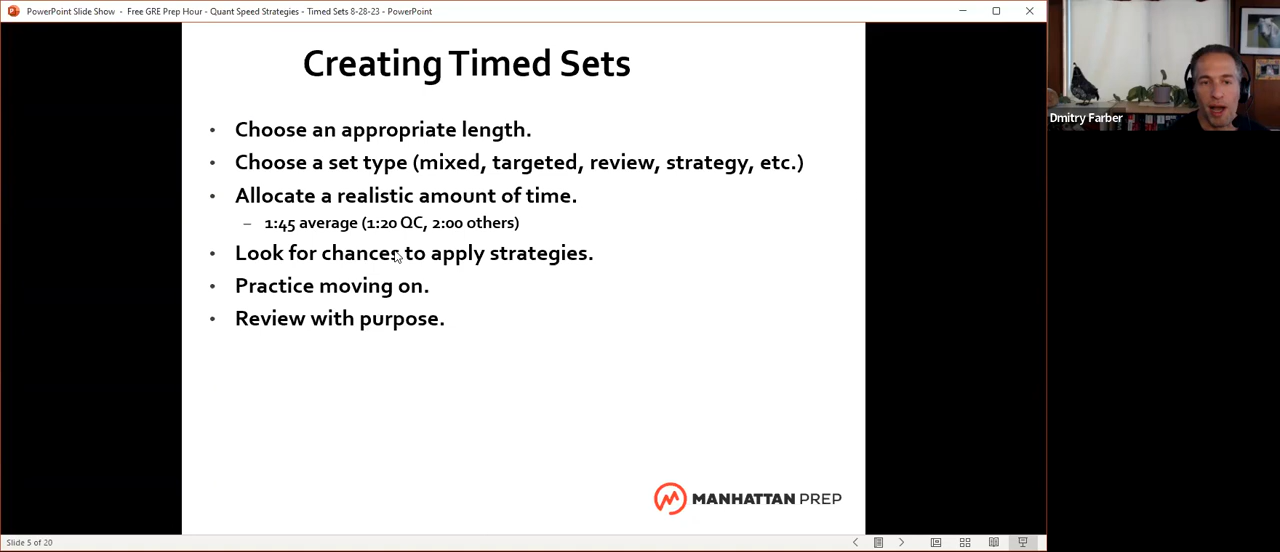 PowerPoint Slide Show - Free GRE Prep Hour - Quant Speed Strategies - Timed Sets 8-28-23 - PowerPoint
Creating Timed Sets
• Choose an appropriate length.
• Choose a set type (mixed, targeted, review, strategy, etc.)
• Allocate a realistic amount of time.
– 1:45 average (1:20 QC, 2:00 others)
• Look for chances to apply strategies.
• Practice moving on.
• Review with purpose.
MANHATTAN PREP
Slide 5 of 20
Dmitry Farber